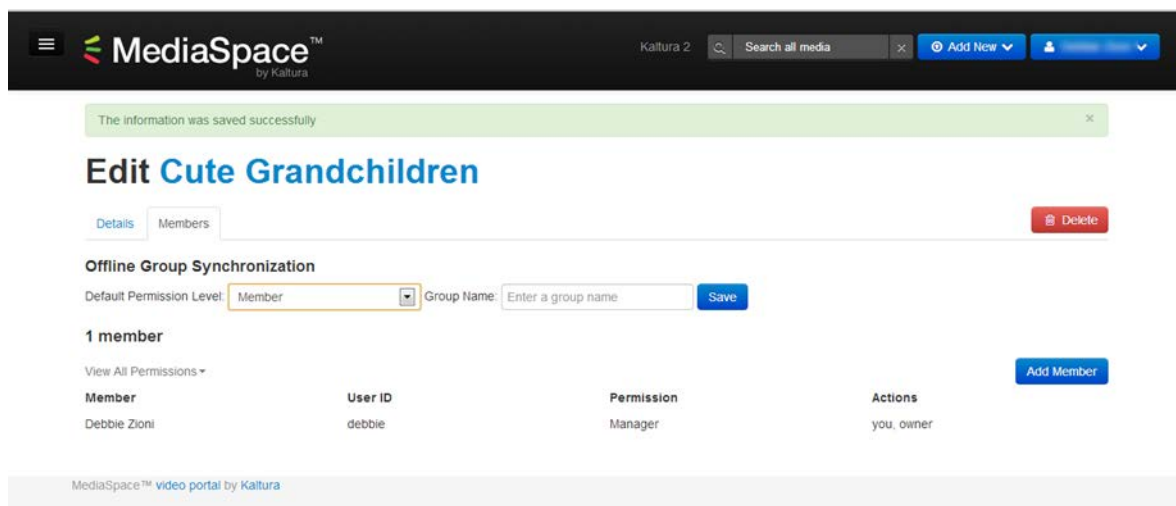 MediaSpace™
by Kaltura
Kaltura 2 Search all media × Add New
The information was saved successfully ×
Edit Cute Grandchildren
Details Members Delete
Offline Group Synchronization
Default Permission Level: Member Group Name: Enter a group name Save
1 member
View All Permissions Add Member
Member User ID Permission Actions
Debbie Zioni debbie Manager you, owner
MediaSpace™ video portal by Kaltura